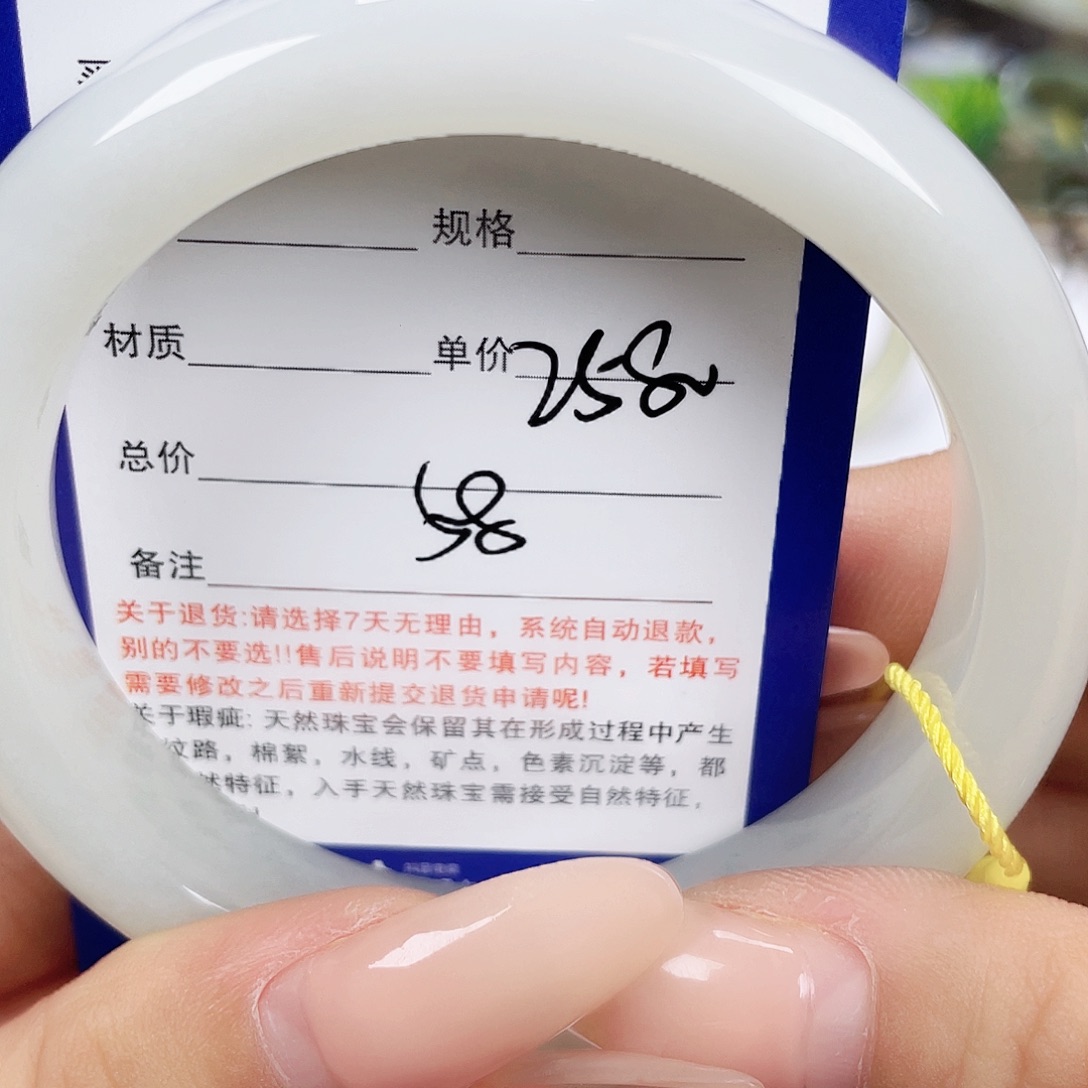 规格
材质 单价 2580
总价 58
备注
关于退货:请选择7天无理由，系统自动退款，
别的不要选!!售后说明不要填写内容，若填写
需要修改之后重新提交退货申请呢!
关于瑕疵: 天然珠宝会保留其在形成过程中产生
纹路，棉絮，水线，矿点，色素沉淀等，都
然特征，入手天然珠宝需接受自然特征，